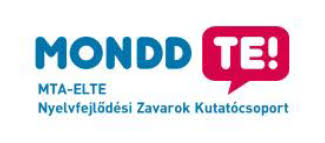 MONDD TE!
MTA-ELTE
Nyelvfejlődési Zavarok Kutatócsoport